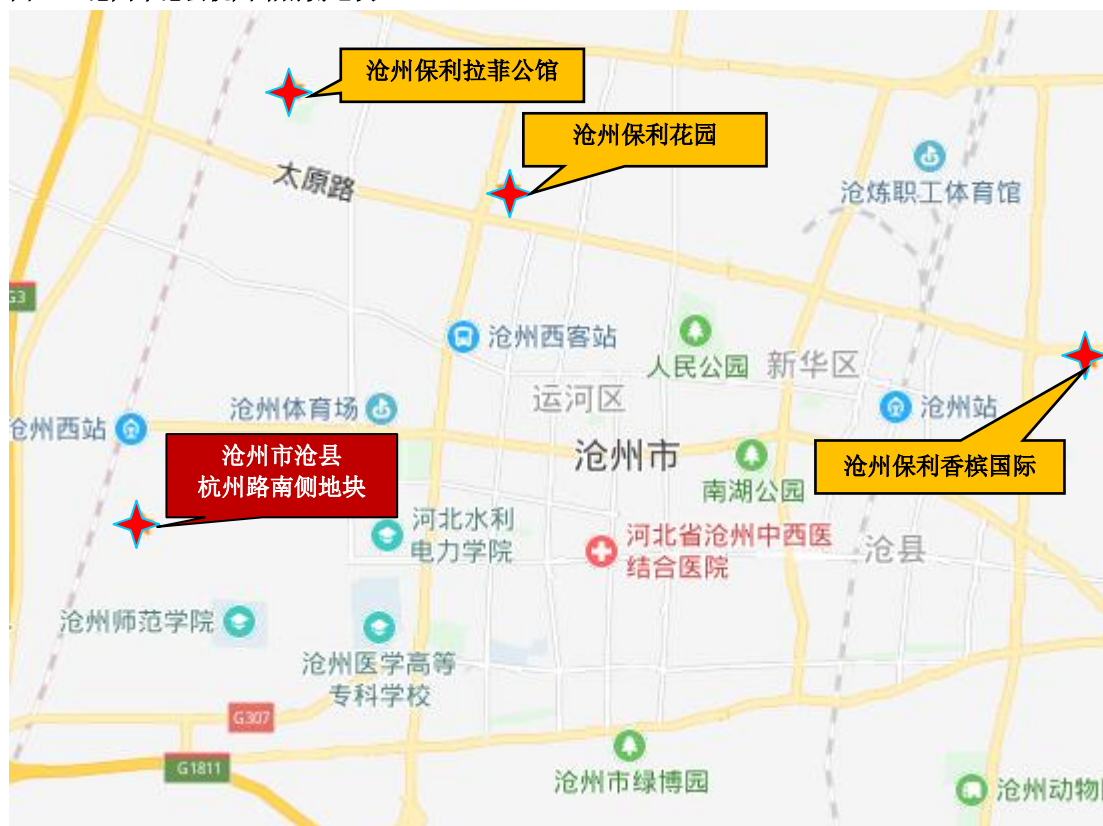 沧州保利拉菲公馆
沧州保利花园
太原路
沧炼职工体育馆
G3
沧州西客站
人民公园
新华区
运河区
沧州体育场
沧州站
沧州西站
沧州市沧县
杭州路南侧地块
沧州市
南湖公园
沧州保利香槟国际
河北水利
电力学院
河北省沧州中西医
结合医院
沧县
沧州师范学院
沧州医学高等
专科学校
G307
G1811
沧州市绿博园
沧州动物